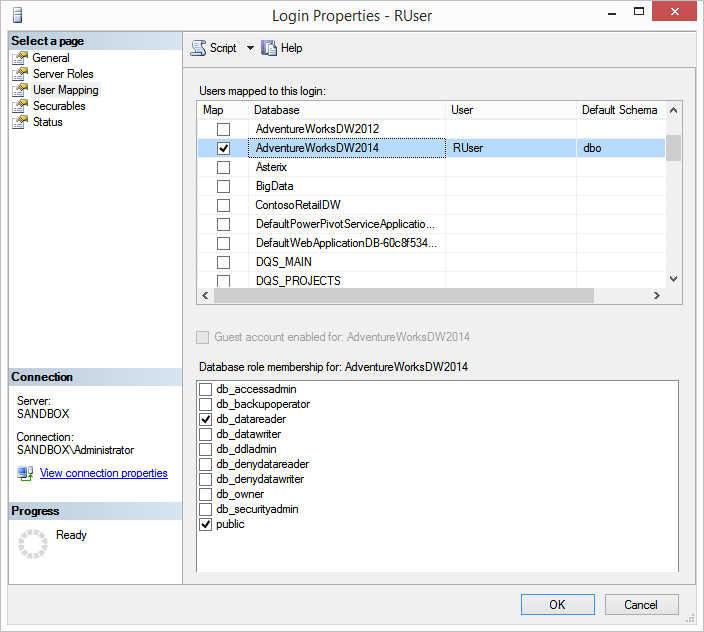 Login Properties - RUser
Select a page
General
Server Roles
User Mapping
Securables
Status
Script Help
Users mapped to this login:
Map Database User Default Schema
AdventureWorksDW2012
AdventureWorksDW2014 RUser dbo
Asterix
BigData
ContosoRetailDW
DefaultPowerPivotServiceApplicatio...
DefaultWebApplicationDB-60c8f534...
DQS_MAIN
DQS_PROJECTS
Guest account enabled for: AdventureWorksDW2014
Database role membership for: AdventureWorksDW2014
db_accessadmin
db_backupoperator
db_datareader
db_datawriter
db_ddladmin
db_denydatareader
db_denydatawriter
db_owner
db_securityadmin
public
Connection
Server:
SANDBOX
Connection:
SANDBOX\Administrator
View connection properties
Progress
Ready
OK Cancel